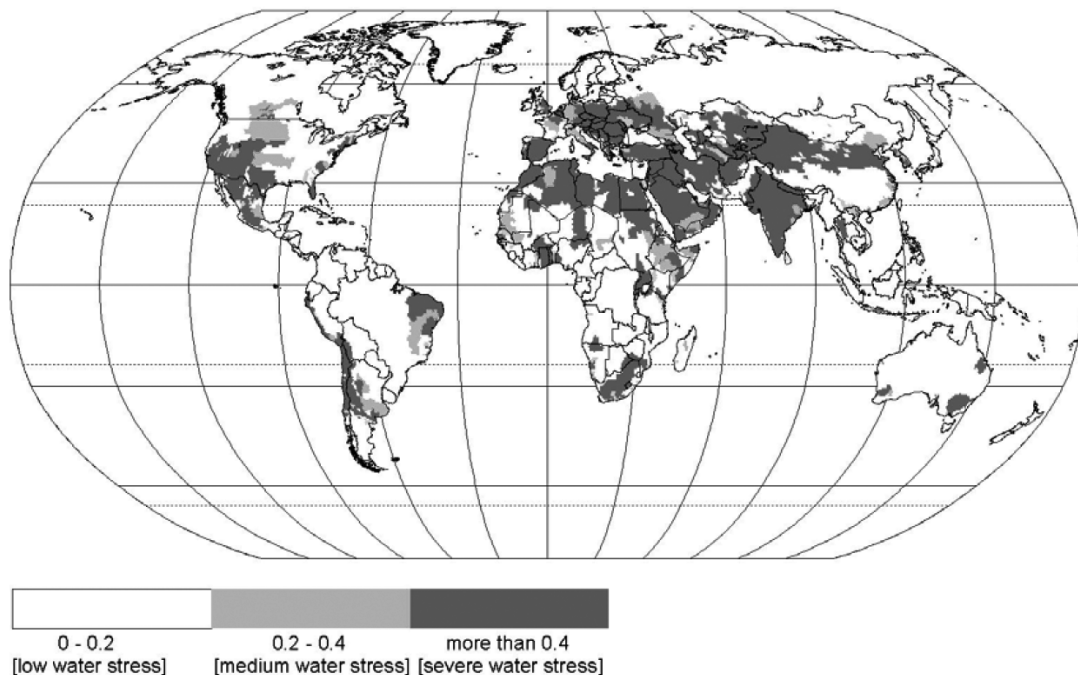 0 - 0.2
[low water stress]
0.2 - 0.4
[medium water stress]
more than 0.4
[severe water stress]